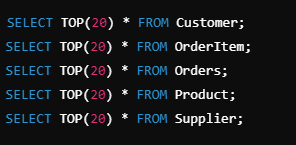 SELECT TOP(20) * FROM Customer;
SELECT TOP(20) * FROM OrderItem;
SELECT TOP(20) * FROM Orders;
SELECT TOP(20) * FROM Product;
SELECT TOP(20) * FROM Supplier;